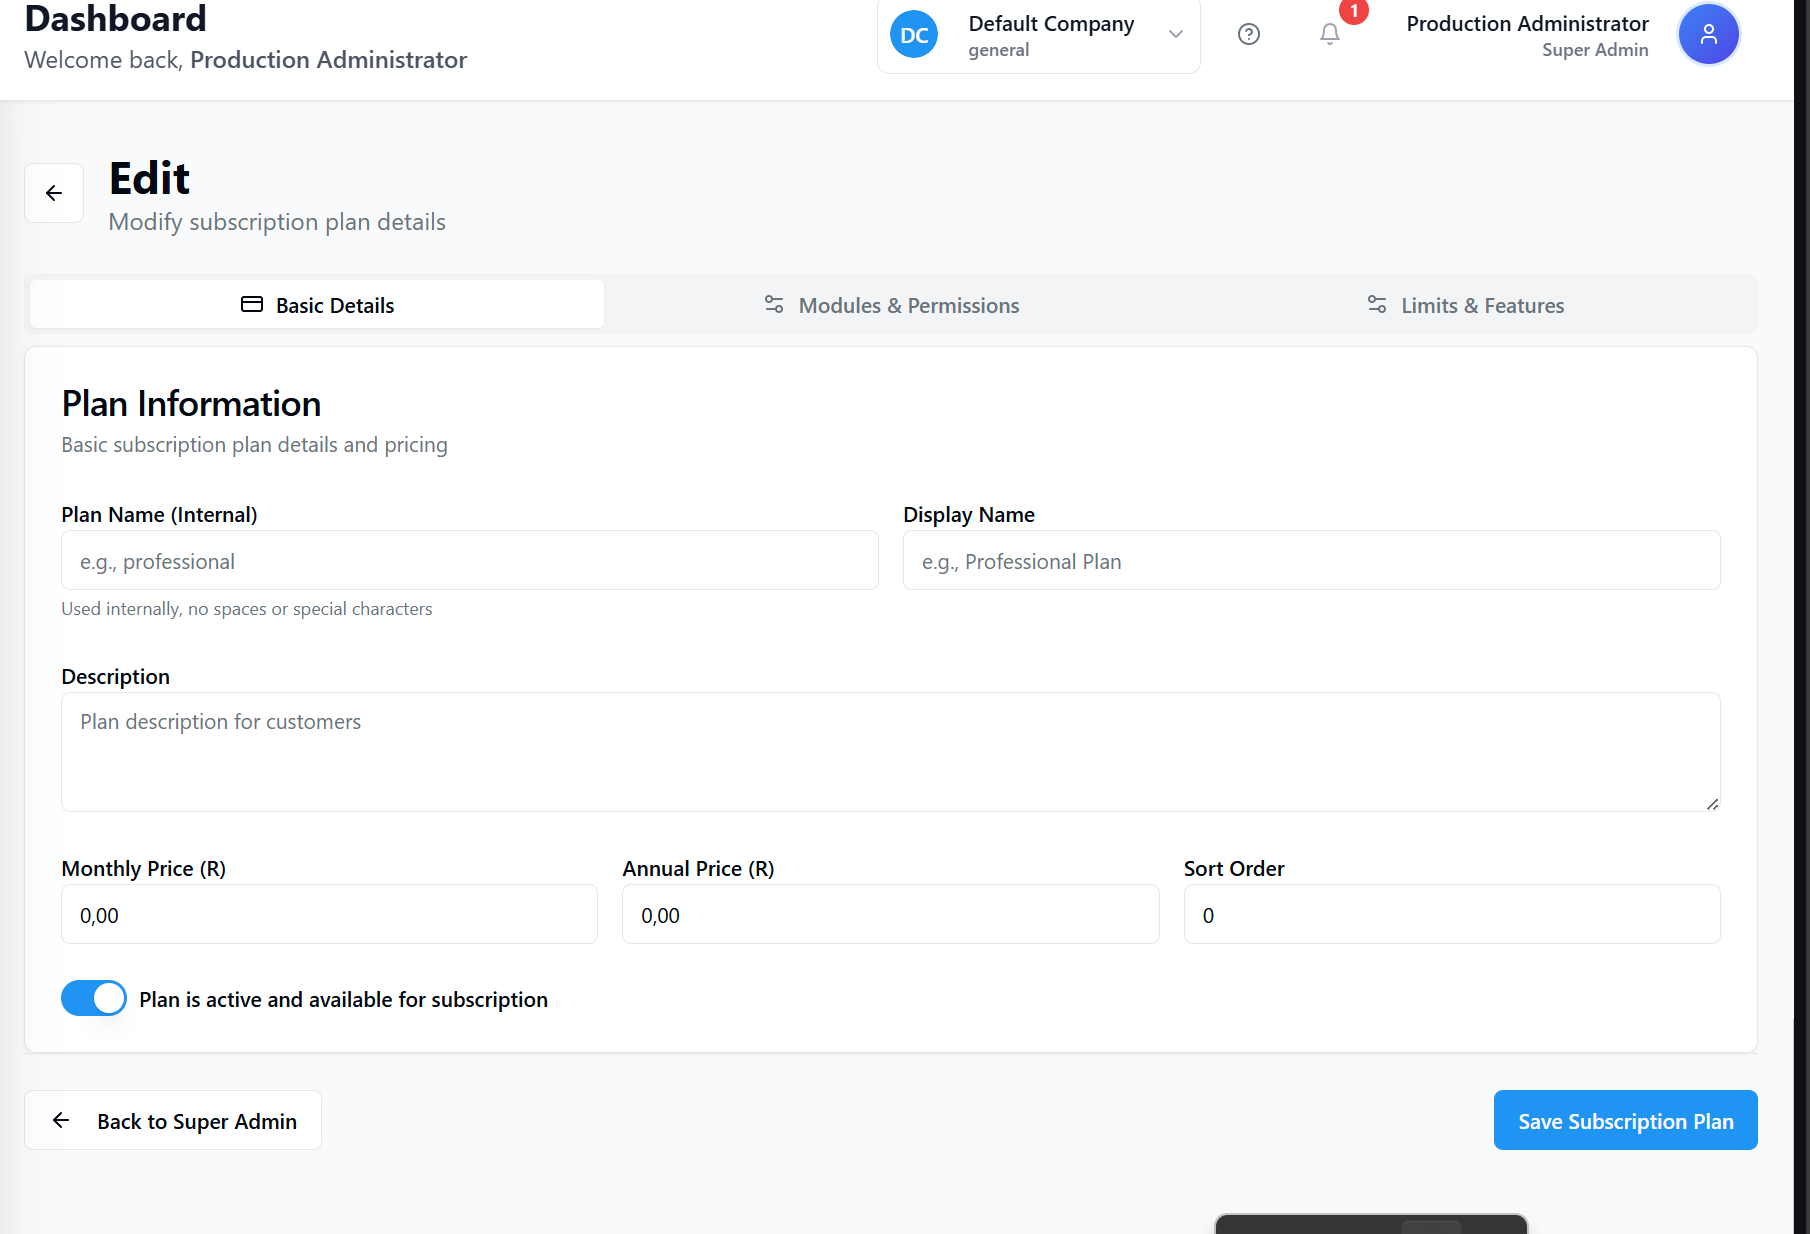 Dashboard
Welcome back, Production Administrator
DC
Default Company
general
1
Production Administrator
Super Admin
Edit
Modify subscription plan details
Basic Details
Modules & Permissions
Limits & Features
Plan Information
Basic subscription plan details and pricing
Plan Name (Internal)
Display Name
e.g., professional
e.g., Professional Plan
Used internally, no spaces or special characters
Description
Plan description for customers
Monthly Price (R)
Annual Price (R)
Sort Order
0,00
0,00
0
Plan is active and available for subscription
Back to Super Admin
Save Subscription Plan